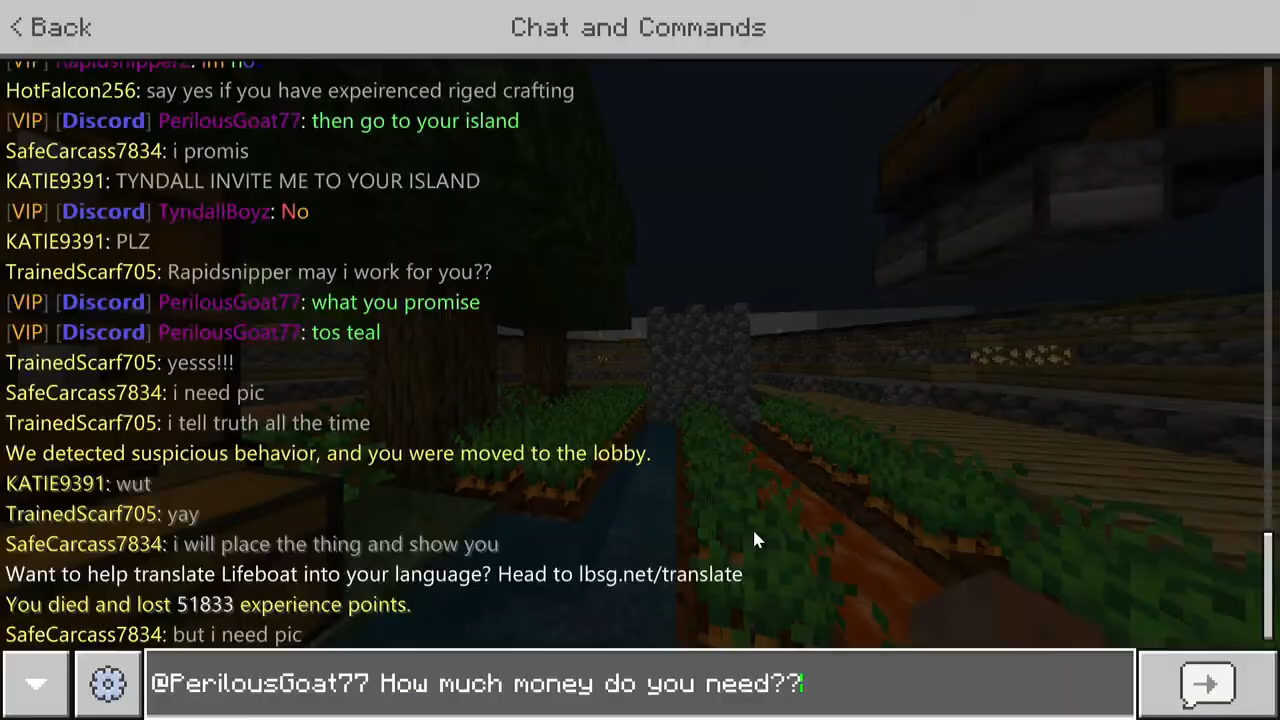 Back
Chat and Commands
[VIP] Rapidsnipperz: im no
HotFalcon256: say yes if you have expeirenced riged crafting
[VIP] [Discord] PerilousGoat77: then go to your island
SafeCarcass7834: i promis
KATIE9391: TYNDALL INVITE ME TO YOUR ISLAND
[VIP] [Discord] TyndallBoyz: No
KATIE9391: PLZ
TrainedScarf705: Rapidsnipper may i work for you??
[VIP] [Discord] PerilousGoat77: what you promise
[VIP] [Discord] PerilousGoat77: tos teal
TrainedScarf705: yesss!!!
SafeCarcass7834: i need pic
TrainedScarf705: i tell truth all the time
We detected suspicious behavior, and you were moved to the lobby.
KATIE9391: wut
TrainedScarf705: yay
SafeCarcass7834: i will place the thing and show you
Want to help translate Lifeboat into your language? Head to lbsg.net/translate
You died and lost 51833 experience points.
SafeCarcass7834: but i need pic
@PerilousGoat77 How much money do you need??